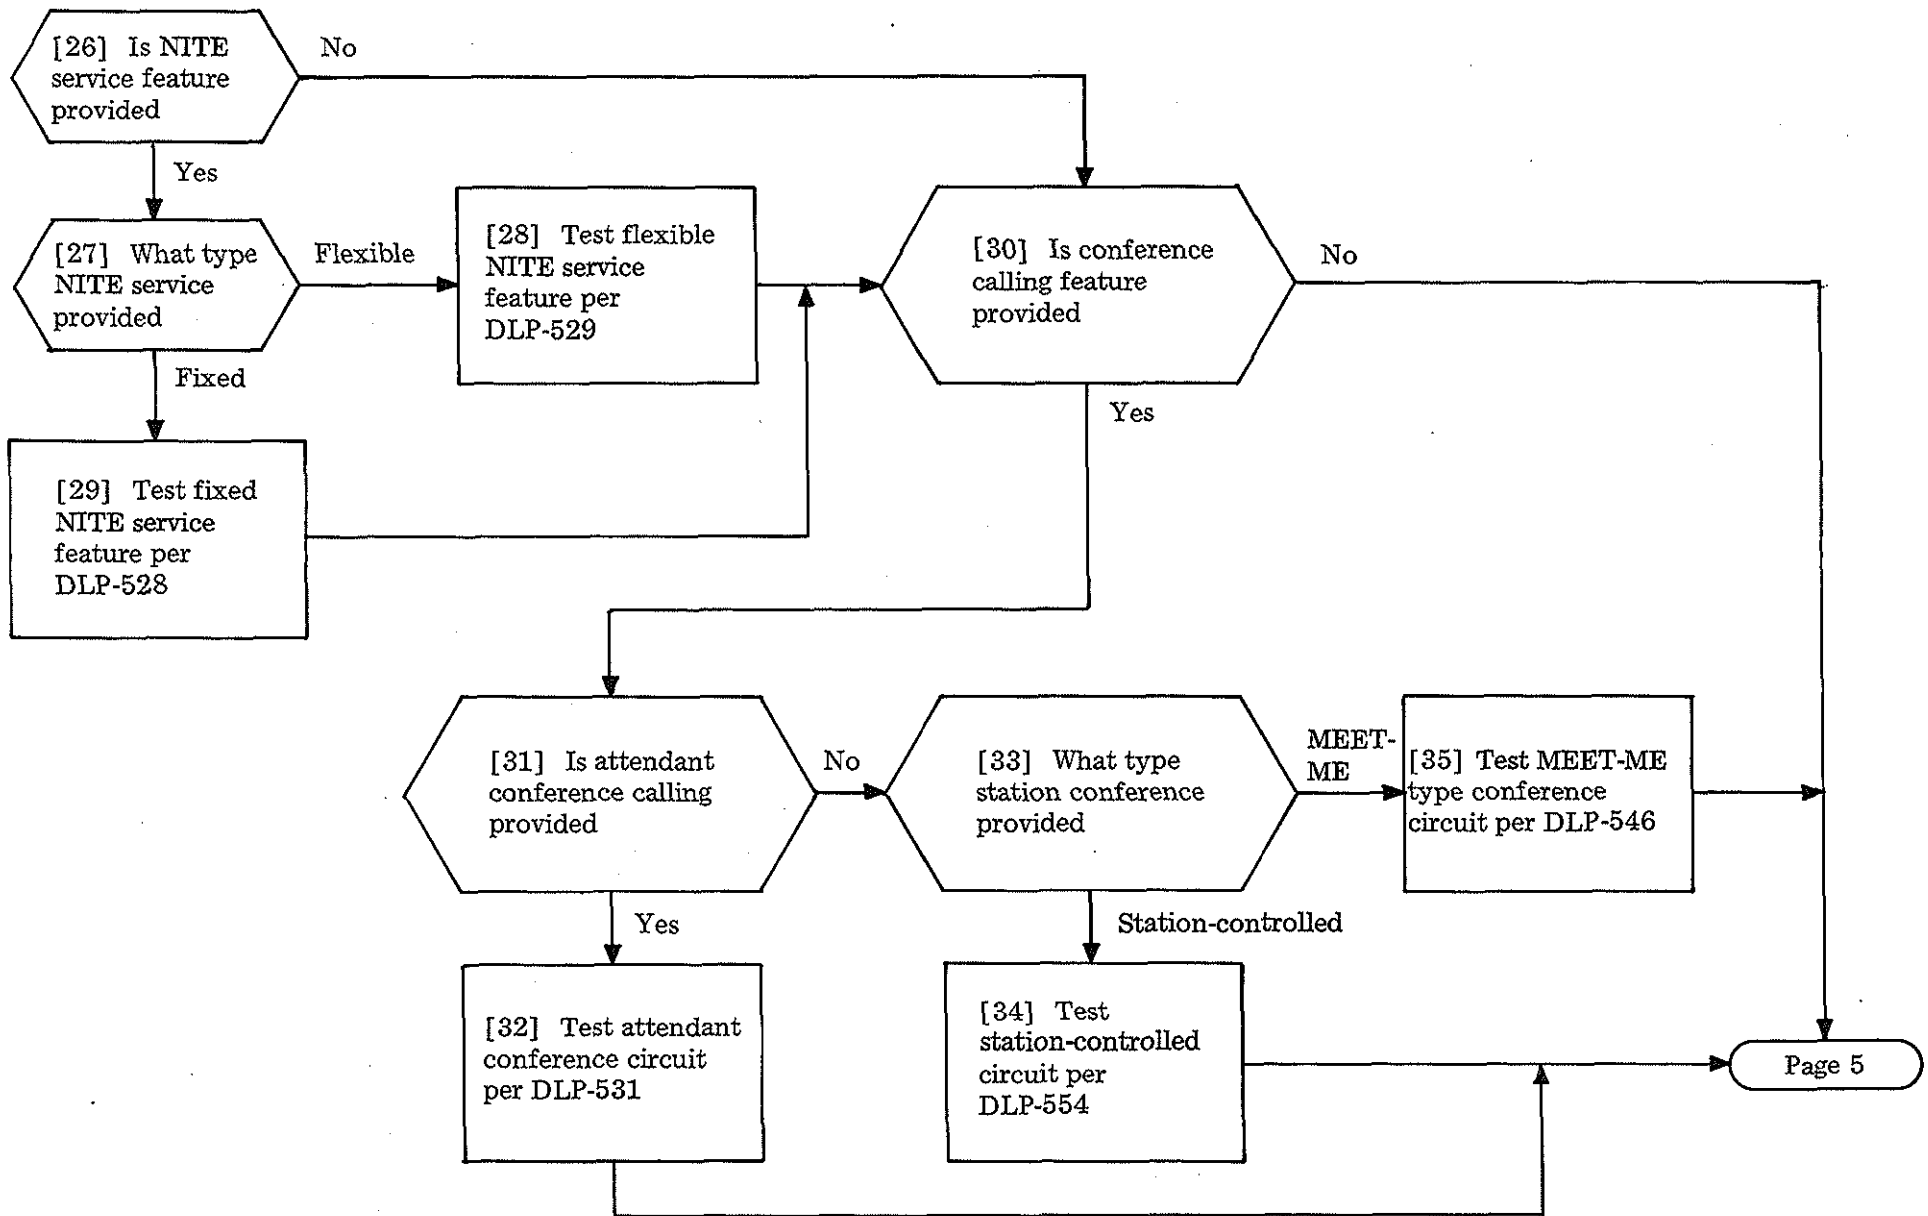 [26] Is NITE
service feature
provided
No
Yes
[27] What type
NITE service
provided
Flexible
[28] Test flexible
NITE service
feature per
DLP-529
[30] Is conference
calling feature
provided
No
Fixed
Yes
[29] Test fixed
NITE service
feature per
DLP-528
[31] Is attendant
conference calling
provided
No
[33] What type
station conference
provided
MEET-
ME
[35] Test MEET-ME
type conference
circuit per DLP-546
Yes
Station-controlled
[32] Test attendant
conference circuit
per DLP-531
[34] Test
station-controlled
circuit per
DLP-554
Page 5